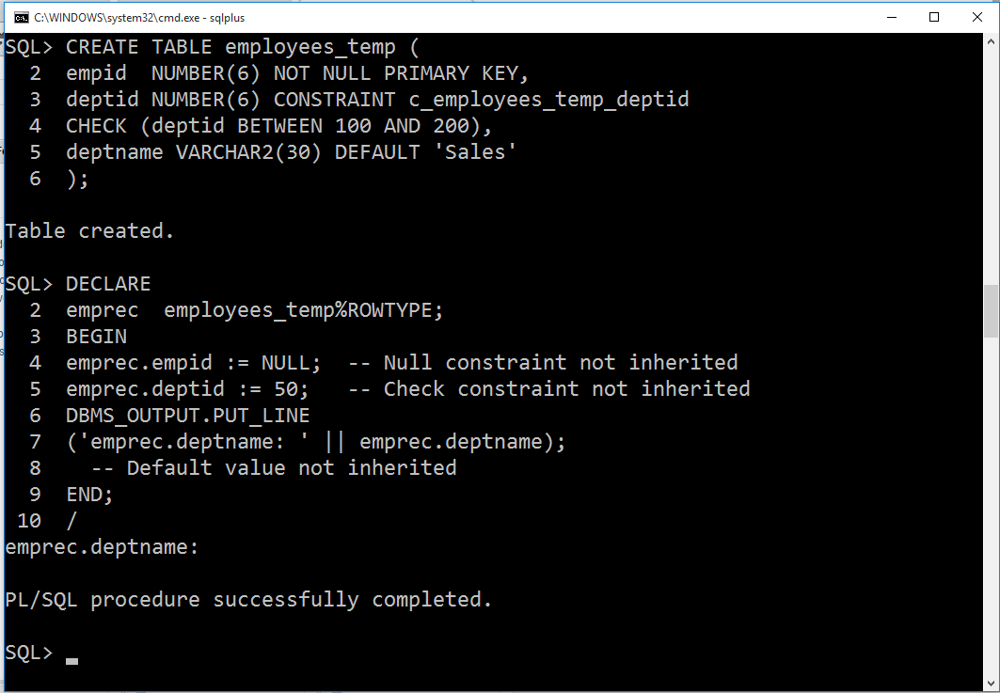 C:\WINDOWS\system32\cmd.exe - sqlplus
SQL> CREATE TABLE employees_temp (
  2  empid  NUMBER(6) NOT NULL PRIMARY KEY,
  3  deptid NUMBER(6) CONSTRAINT c_employees_temp_deptid
  4  CHECK (deptid BETWEEN 100 AND 200),
  5  deptname VARCHAR2(30) DEFAULT 'Sales'
  6  );
Table created.
SQL> DECLARE
  2  emprec  employees_temp%ROWTYPE;
  3  BEGIN
  4  emprec.empid := NULL;  -- Null constraint not inherited
  5  emprec.deptid := 50;   -- Check constraint not inherited
  6  DBMS_OUTPUT.PUT_LINE
  7  ('emprec.deptname: ' || emprec.deptname);
  8    -- Default value not inherited
  9  END;
 10  /
emprec.deptname:
PL/SQL procedure successfully completed.
SQL>